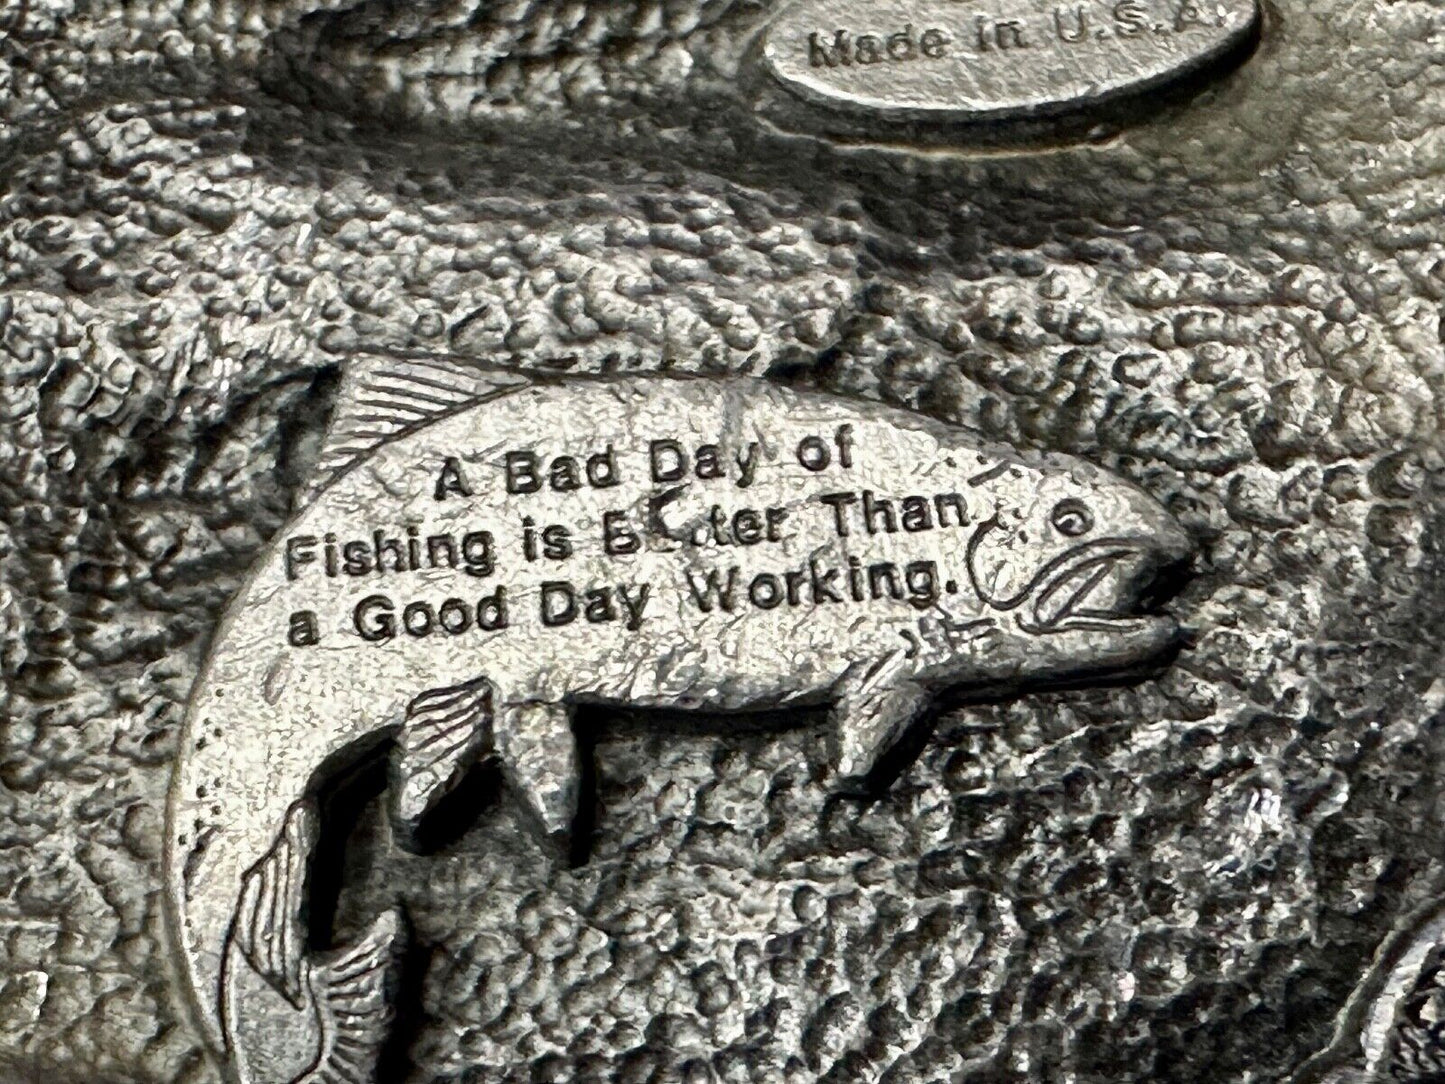 Made in U.S.A.
A Bad Day of
Fishing is Better Than
a Good Day Working.